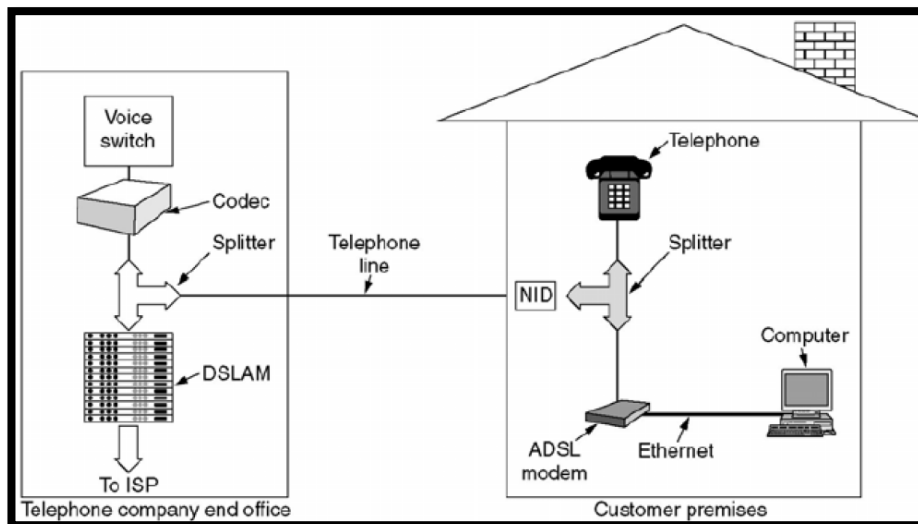 Voice
switch
Codec
Splitter
DSLAM
To ISP
Telephone company end office
Telephone
line
Telephone
Splitter
NID
Computer
ADSL
modem
Ethernet
Customer premises